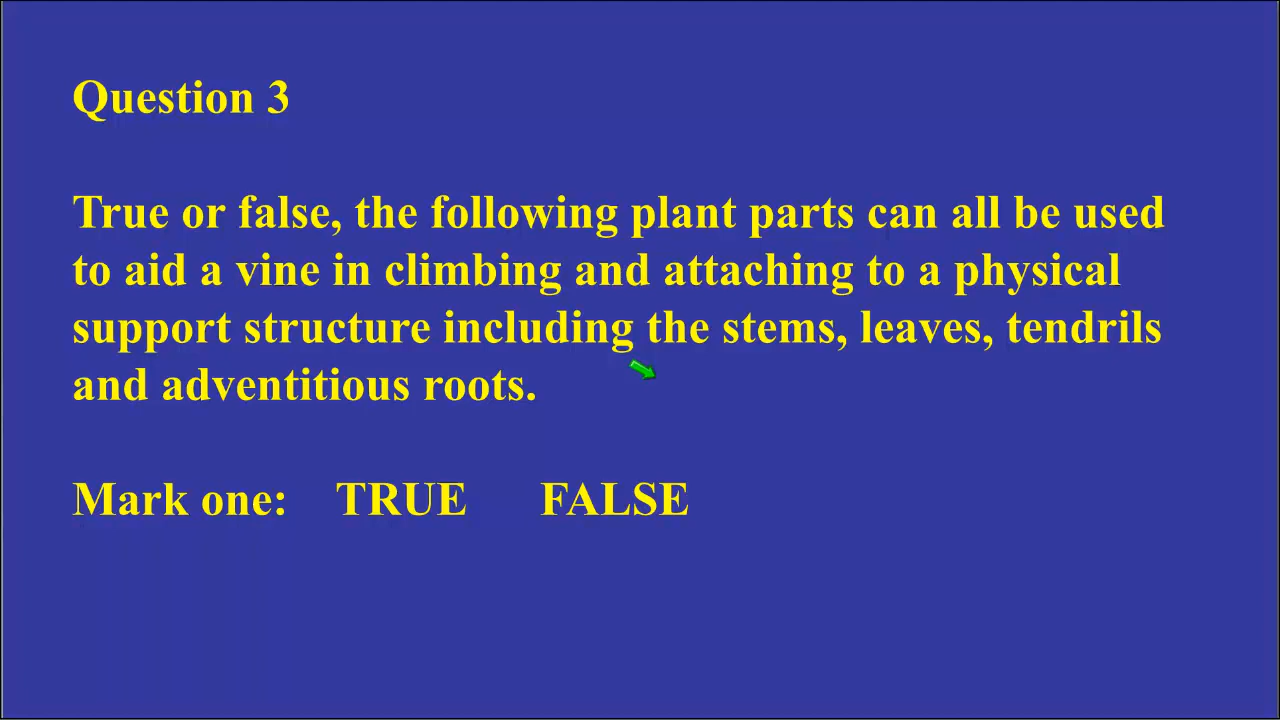 Question 3
True or false, the following plant parts can all be used
to aid a vine in climbing and attaching to a physical
support structure including the stems, leaves, tendrils
and adventitious roots.
Mark one: TRUE FALSE